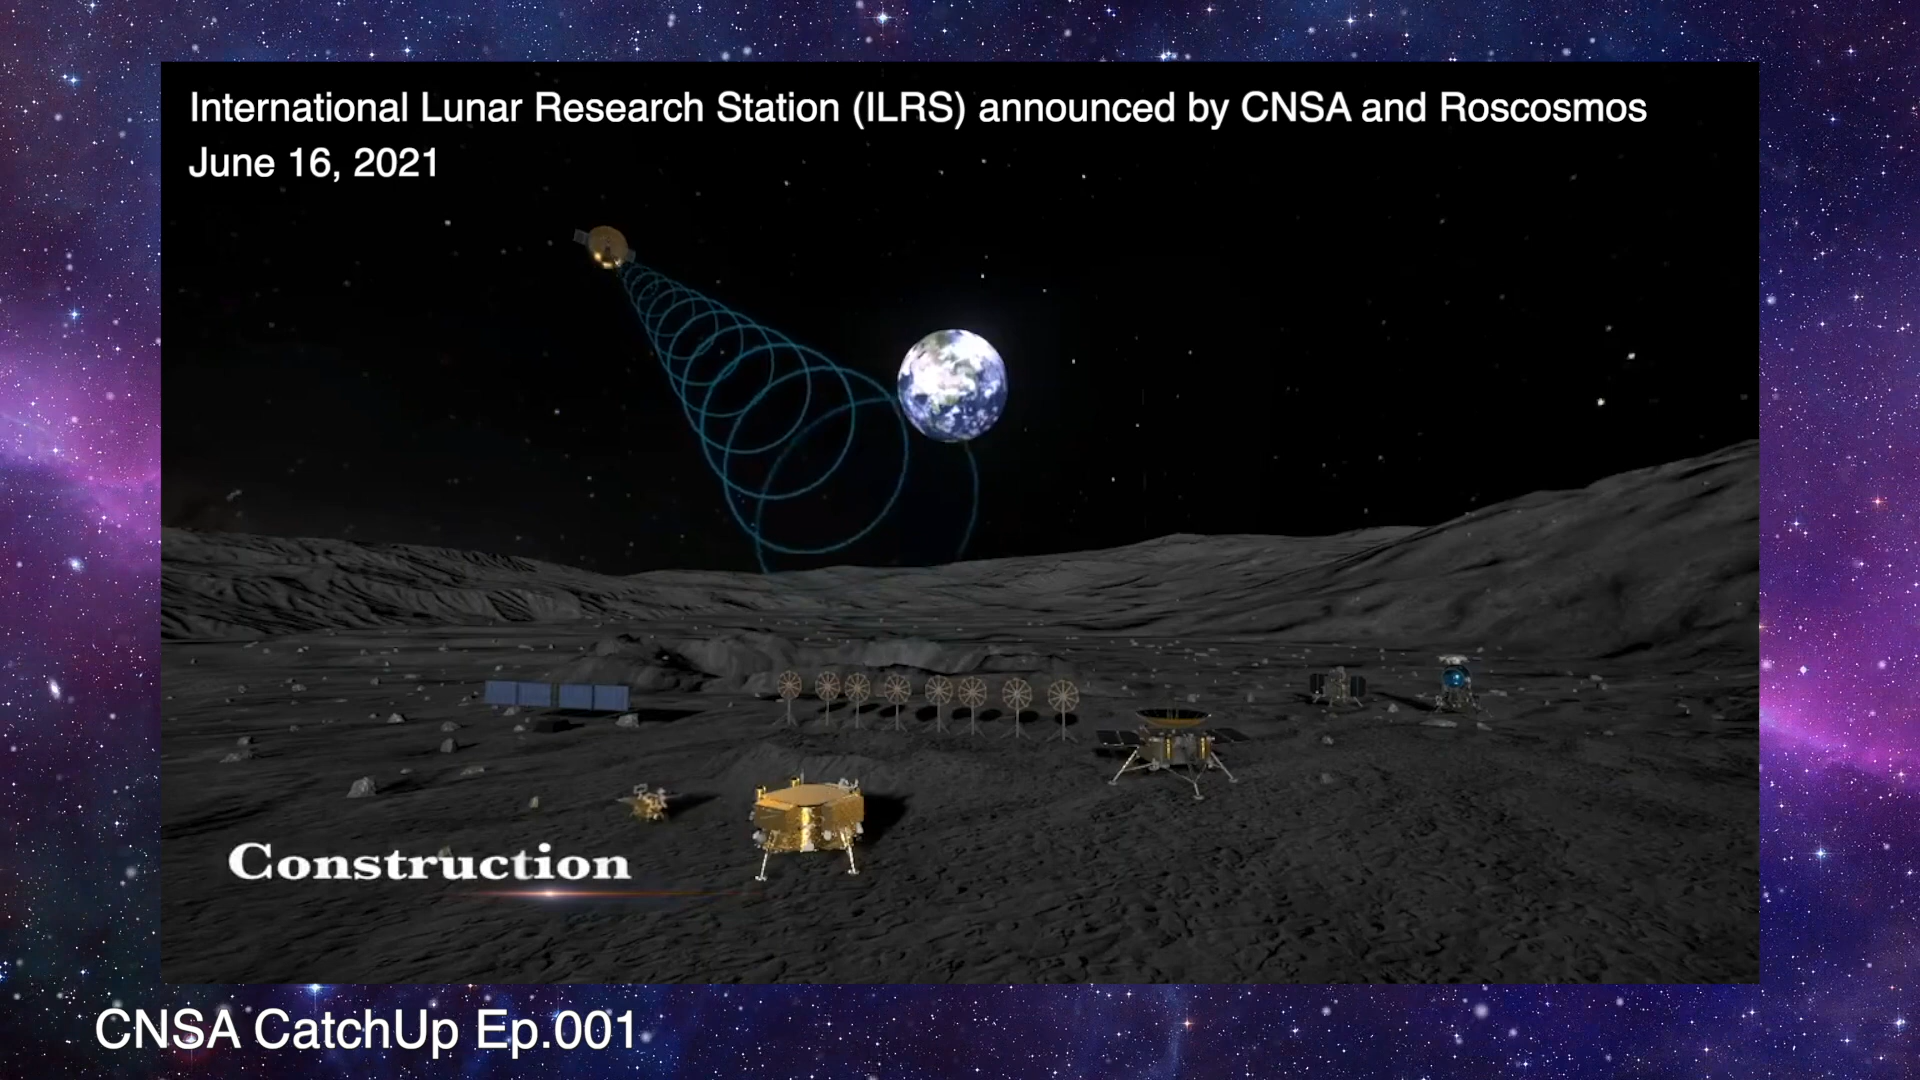 International Lunar Research Station (ILRS) announced by CNSA and Roscosmos
June 16, 2021
Construction
CNSA CatchUp Ep.001